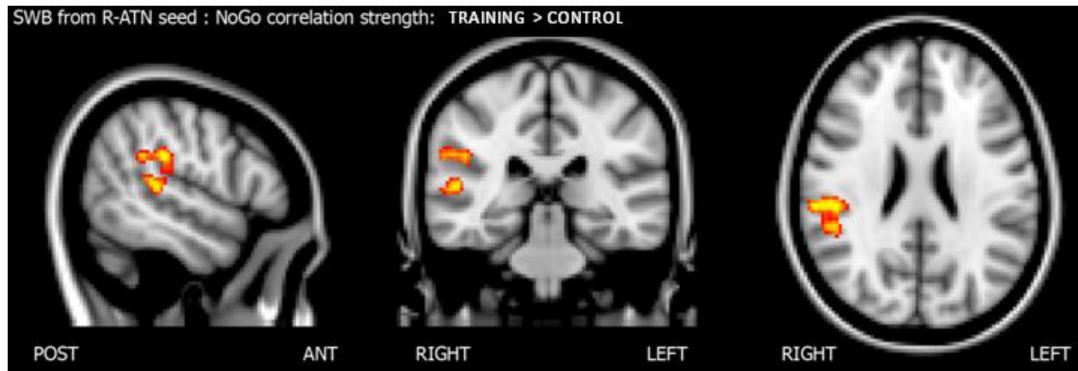 SWB from R-ATN seed : NoGo correlation strength: TRAINING > CONTROL
POST ANT RIGHT LEFT RIGHT LEFT